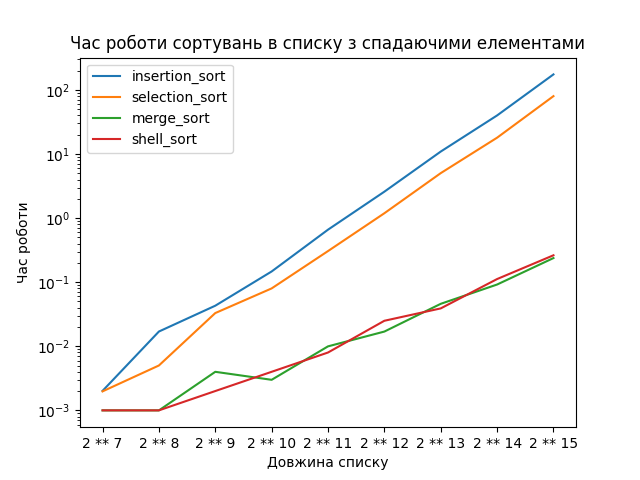 Час роботи сортувань в списку з спадаючими елементами
insertion_sort
selection_sort
merge_sort
shell_sort
Час роботи
10²
10¹
10⁰
10⁻¹
10⁻²
10⁻³
2 ** 7 2 ** 8 2 ** 9 2 ** 10 2 ** 11 2 ** 12 2 ** 13 2 ** 14 2 ** 15
Довжина списку